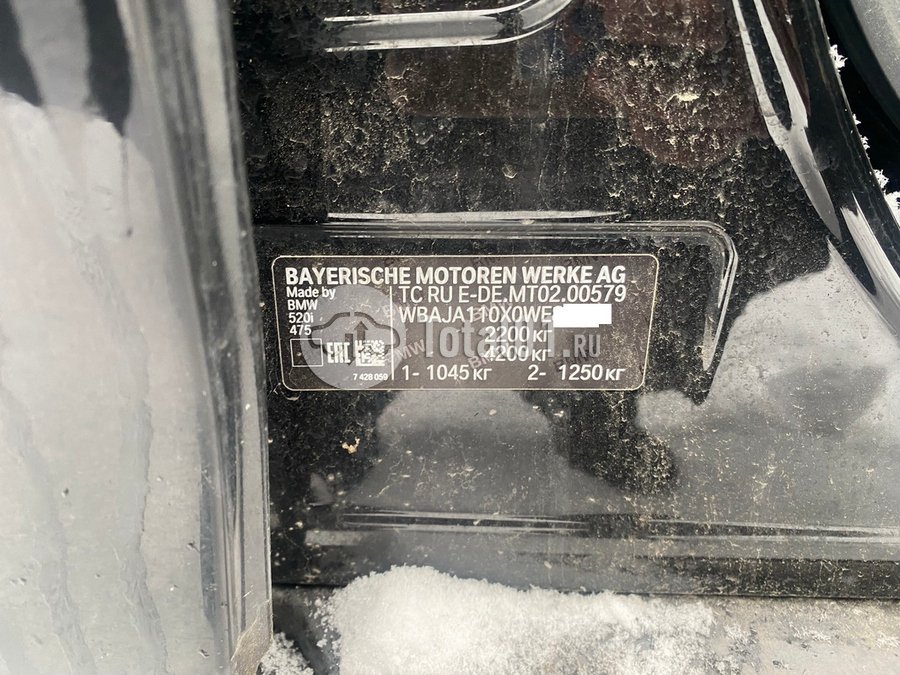 BAYERISCHE MOTOREN WERKE AG
Made by
BMW
520i
475
TC RU E-DE.MT02.00579
WBAJA110X0WE
2200 кг
4200 кг
1- 1045 кг 2- 1250 кг
EAC
7 428 059
.RU